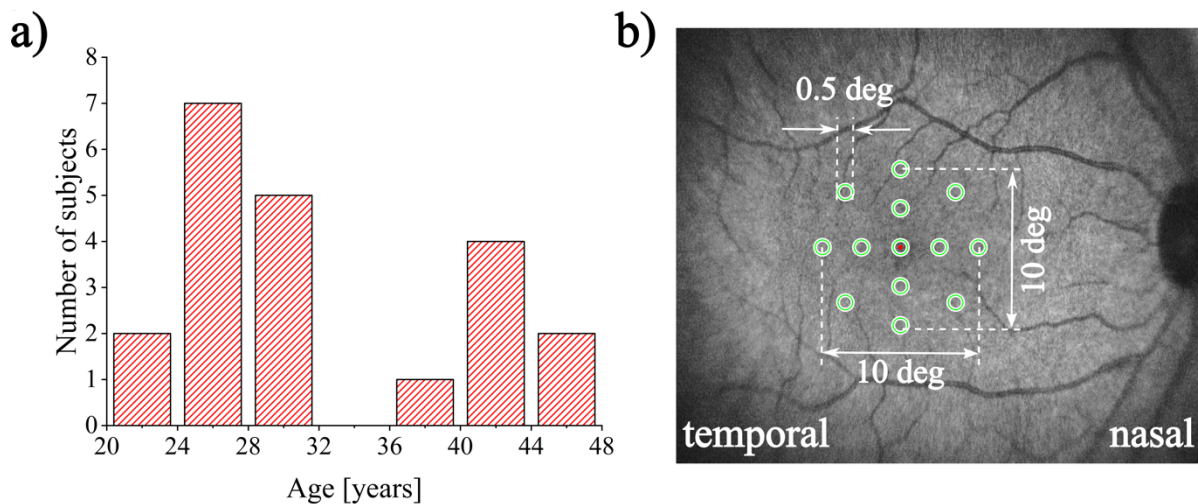 a)
Number of subjects
8
7
6
5
4
3
2
1
0
20 24 28 32 36 40 44 48
Age [years]
b)
0.5 deg
10 deg
10 deg
temporal
nasal